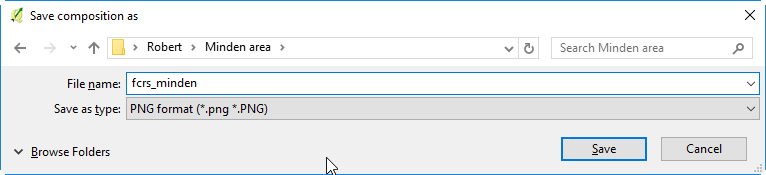 Save composition as
Robert > Minden area >
Search Minden area
File name: fcrs_minden
Save as type: PNG format (*.png *.PNG)
Browse Folders
Save
Cancel